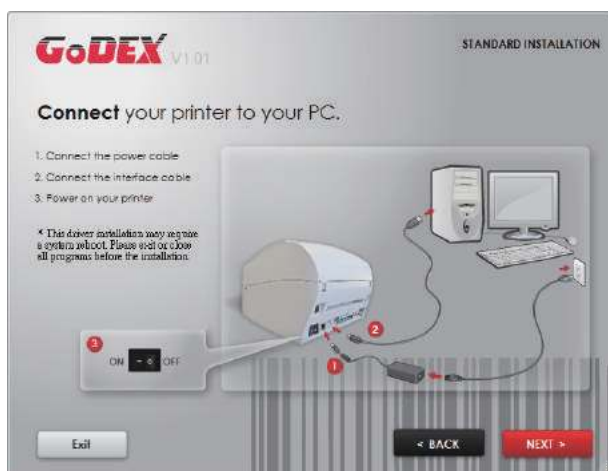 GoDEX V1.01
STANDARD INSTALLATION
Connect your printer to your PC.
1. Connect the power cable
2. Connect the interface cable
3. Power on your printer
* This driver installation may require
a system reboot. Please exit or close
all programs before the installation
2
3
ON - o OFF
1
Exit
< BACK
NEXT >